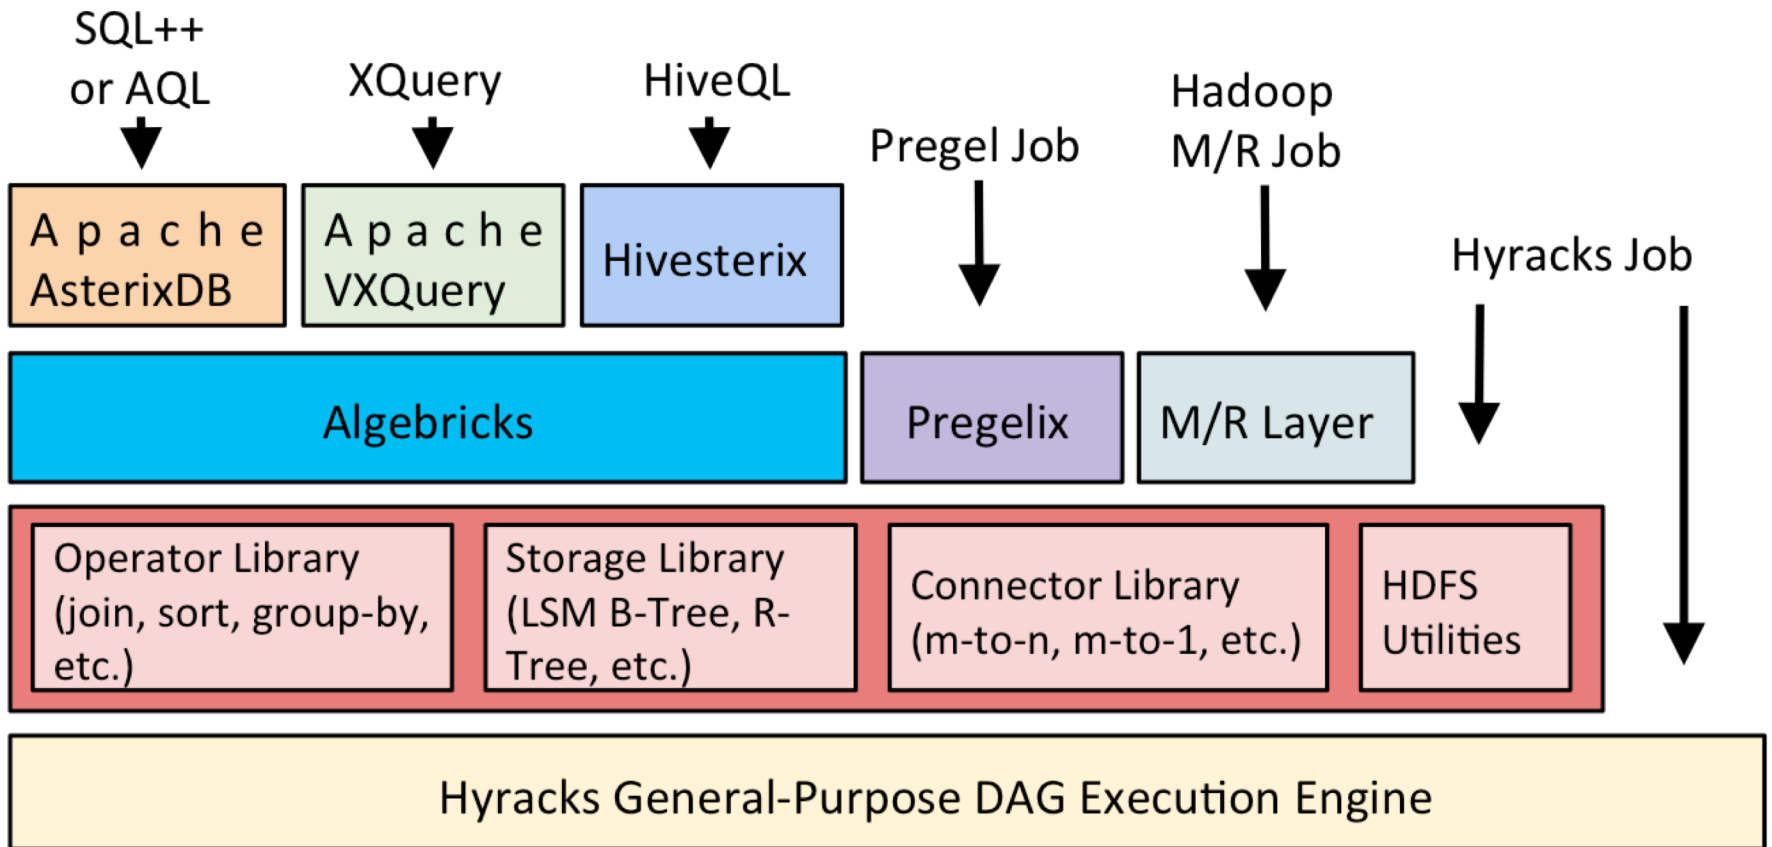 SQL++
or AQL
XQuery
HiveQL
Pregel Job
Hadoop
M/R Job
Hyracks Job
Apache
AsterixDB
Apache
VXQuery
Hivesterix
Algebricks
Pregelix
M/R Layer
Operator Library
(join, sort, group-by,
etc.)
Storage Library
(LSM B-Tree, R-
Tree, etc.)
Connector Library
(m-to-n, m-to-1, etc.)
HDFS
Utilities
Hyracks General-Purpose DAG Execution Engine